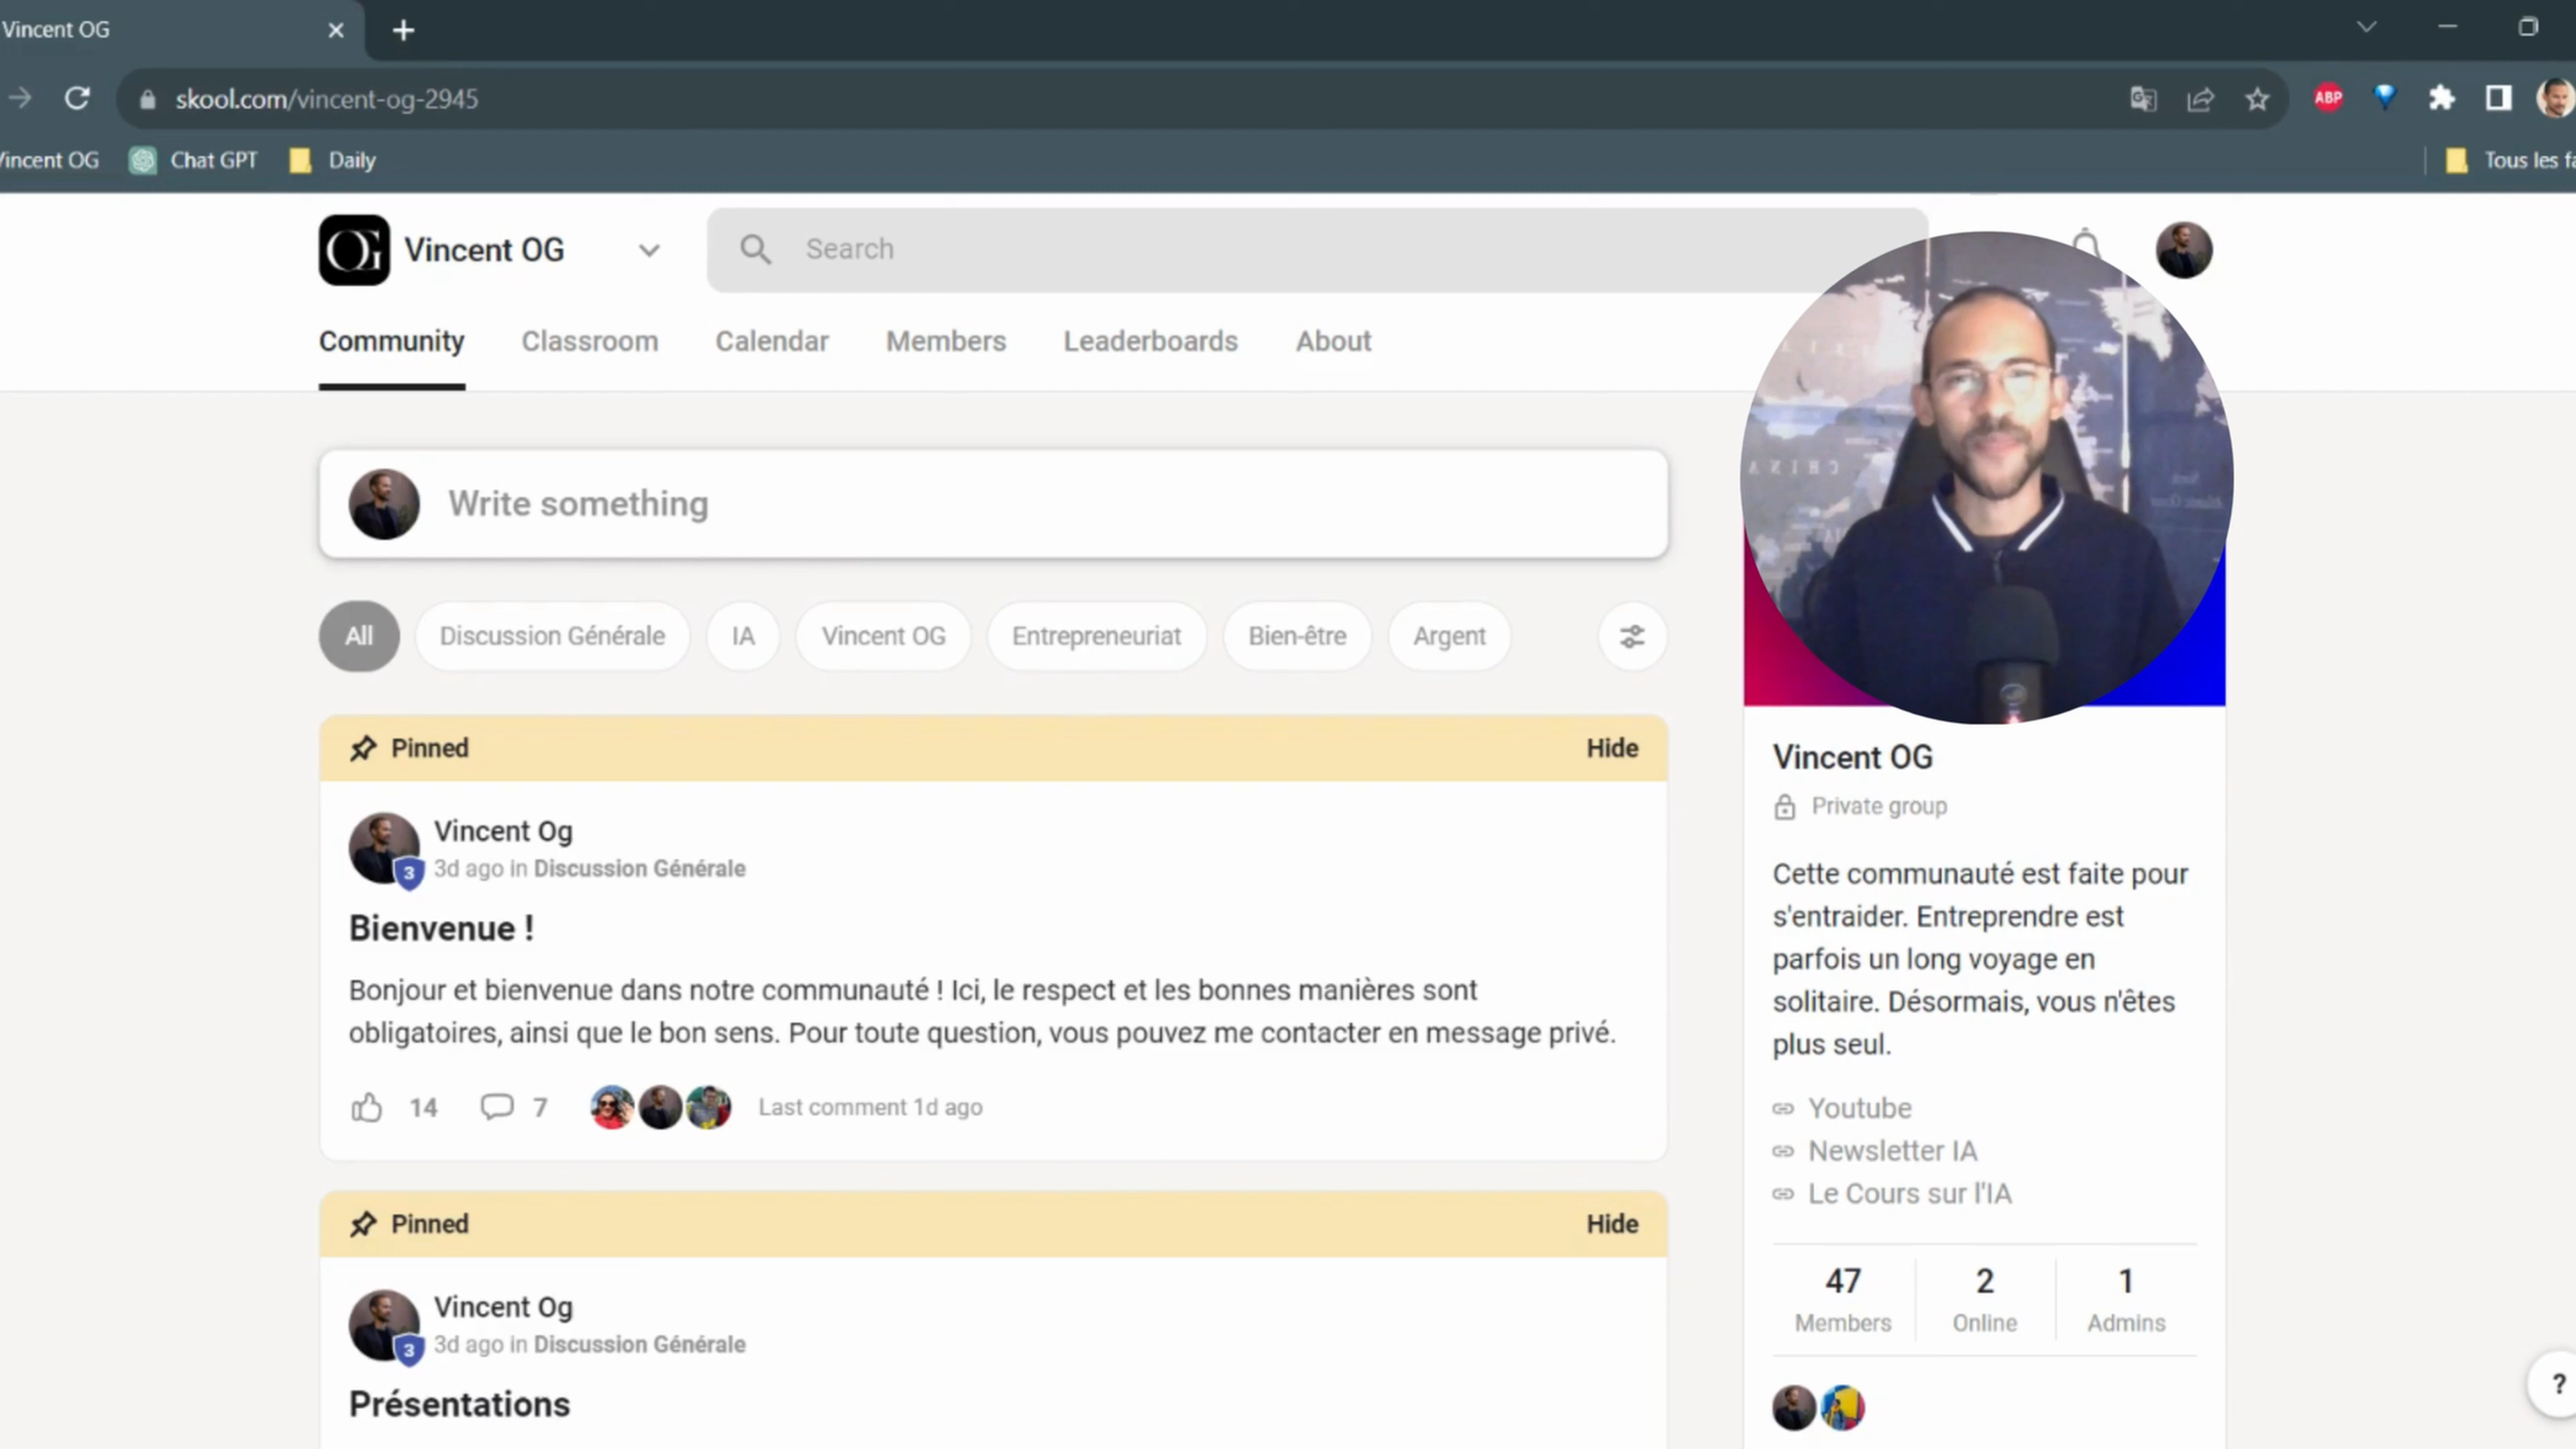 Vincent OG
skool.com/vincent-og-2945
ABP
Vincent OG
Chat GPT
Daily
Tous les fa
OG
Vincent OG
Search
Community
Classroom
Calendar
Members
Leaderboards
About
CHINA
Write something
All
Discussion Générale
IA
Vincent OG
Entrepreneuriat
Bien-être
Argent
Pinned
Hide
Vincent Og
3
3d ago in Discussion Générale
Bienvenue !
Bonjour et bienvenue dans notre communauté ! Ici, le respect et les bonnes manières sont
obligatoires, ainsi que le bon sens. Pour toute question, vous pouvez me contacter en message privé.
14
7
Last comment 1d ago
Pinned
Hide
Vincent Og
3
3d ago in Discussion Générale
Présentations
Vincent OG
Private group
Cette communauté est faite pour
s'entraider. Entreprendre est
parfois un long voyage en
solitaire. Désormais, vous n'êtes
plus seul.
Youtube
Newsletter IA
Le Cours sur l'IA
47
Members
2
Online
1
Admins
?